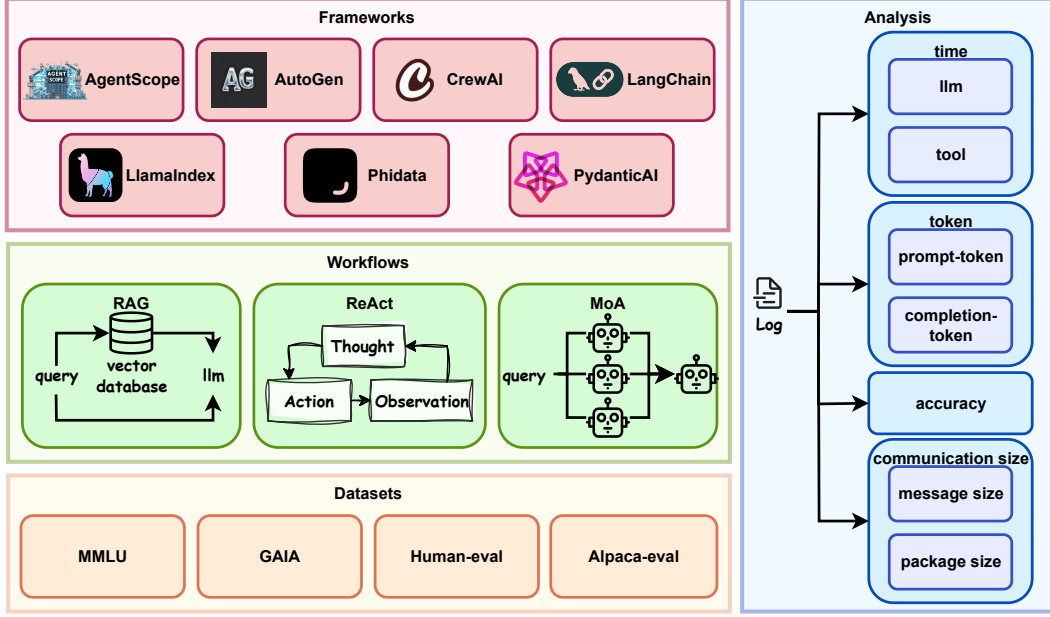 Frameworks
AGENT
SCOPE
AgentScope
AG
AutoGen
CrewAI
LangChain
LlamaIndex
Phidata
PydanticAI
Workflows
RAG
query
vector
database
llm
ReAct
Thought
Action
Observation
MoA
query
Datasets
MMLU
GAIA
Human-eval
Alpaca-eval
Analysis
Log
time
llm
tool
token
prompt-token
completion-
token
accuracy
communication size
message size
package size